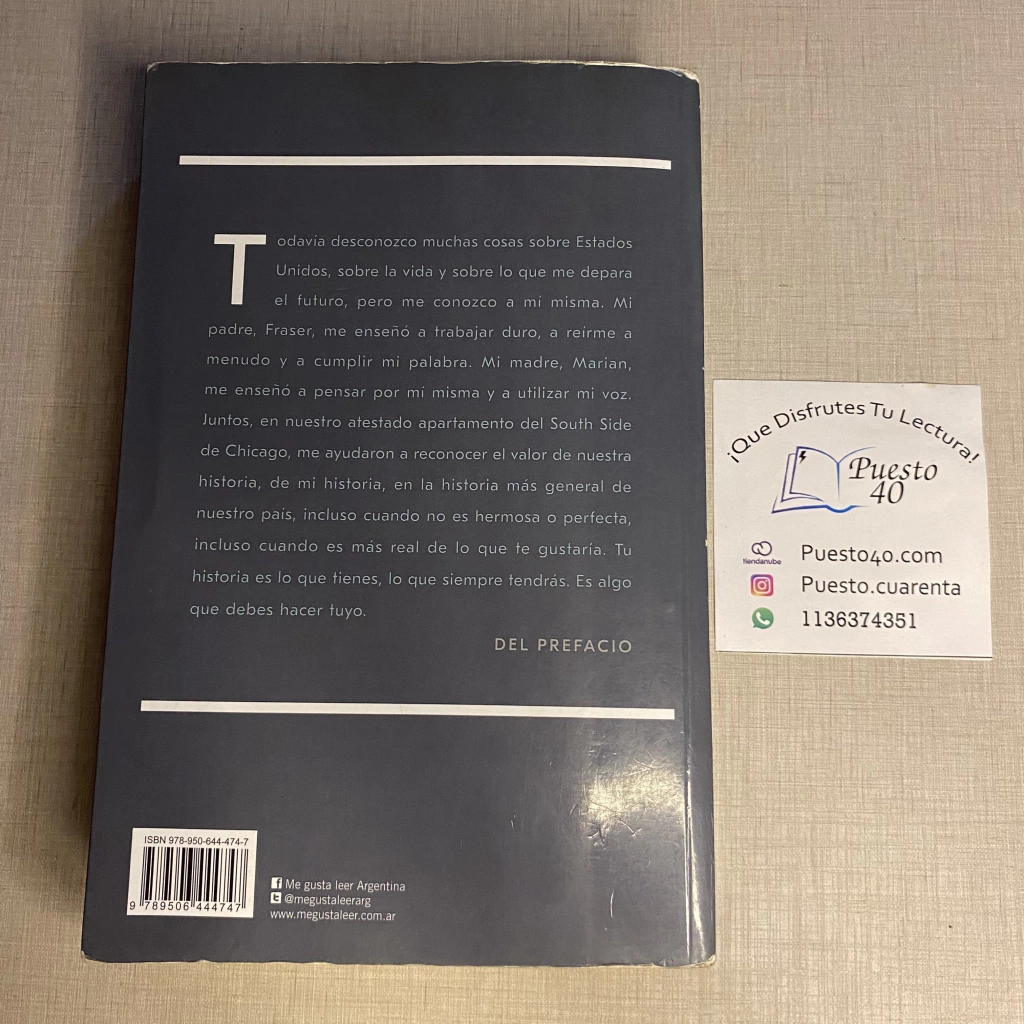 Todavía desconozco muchas cosas sobre Estados
Unidos, sobre la vida y sobre lo que me depara
el futuro, pero me conozco a mí misma. Mi
padre, Fraser, me enseñó a trabajar duro, a reírme a
menudo y a cumplir mi palabra. Mi madre, Marian,
me enseñó a pensar por mí misma y a utilizar mi voz.
Juntos, en nuestro atestado apartamento del South Side
de Chicago, me ayudaron a reconocer el valor de nuestra
historia, de mi historia, en la historia más general de
nuestro país, incluso cuando no es hermosa o perfecta,
incluso cuando es más real de lo que te gustaría. Tu
historia es lo que tienes, lo que siempre tendrás. Es algo
que debes hacer tuyo.
DEL PREFACIO
ISBN 978-950-644-474-7
9 789506 444747
Me gusta leer Argentina
@megustaleerarg
www.megustaleer.com.ar
¡Que Disfrutes Tu Lectura!
Puesto
40
tiendanube
Puesto40.com
Puesto.cuarenta
1136374351